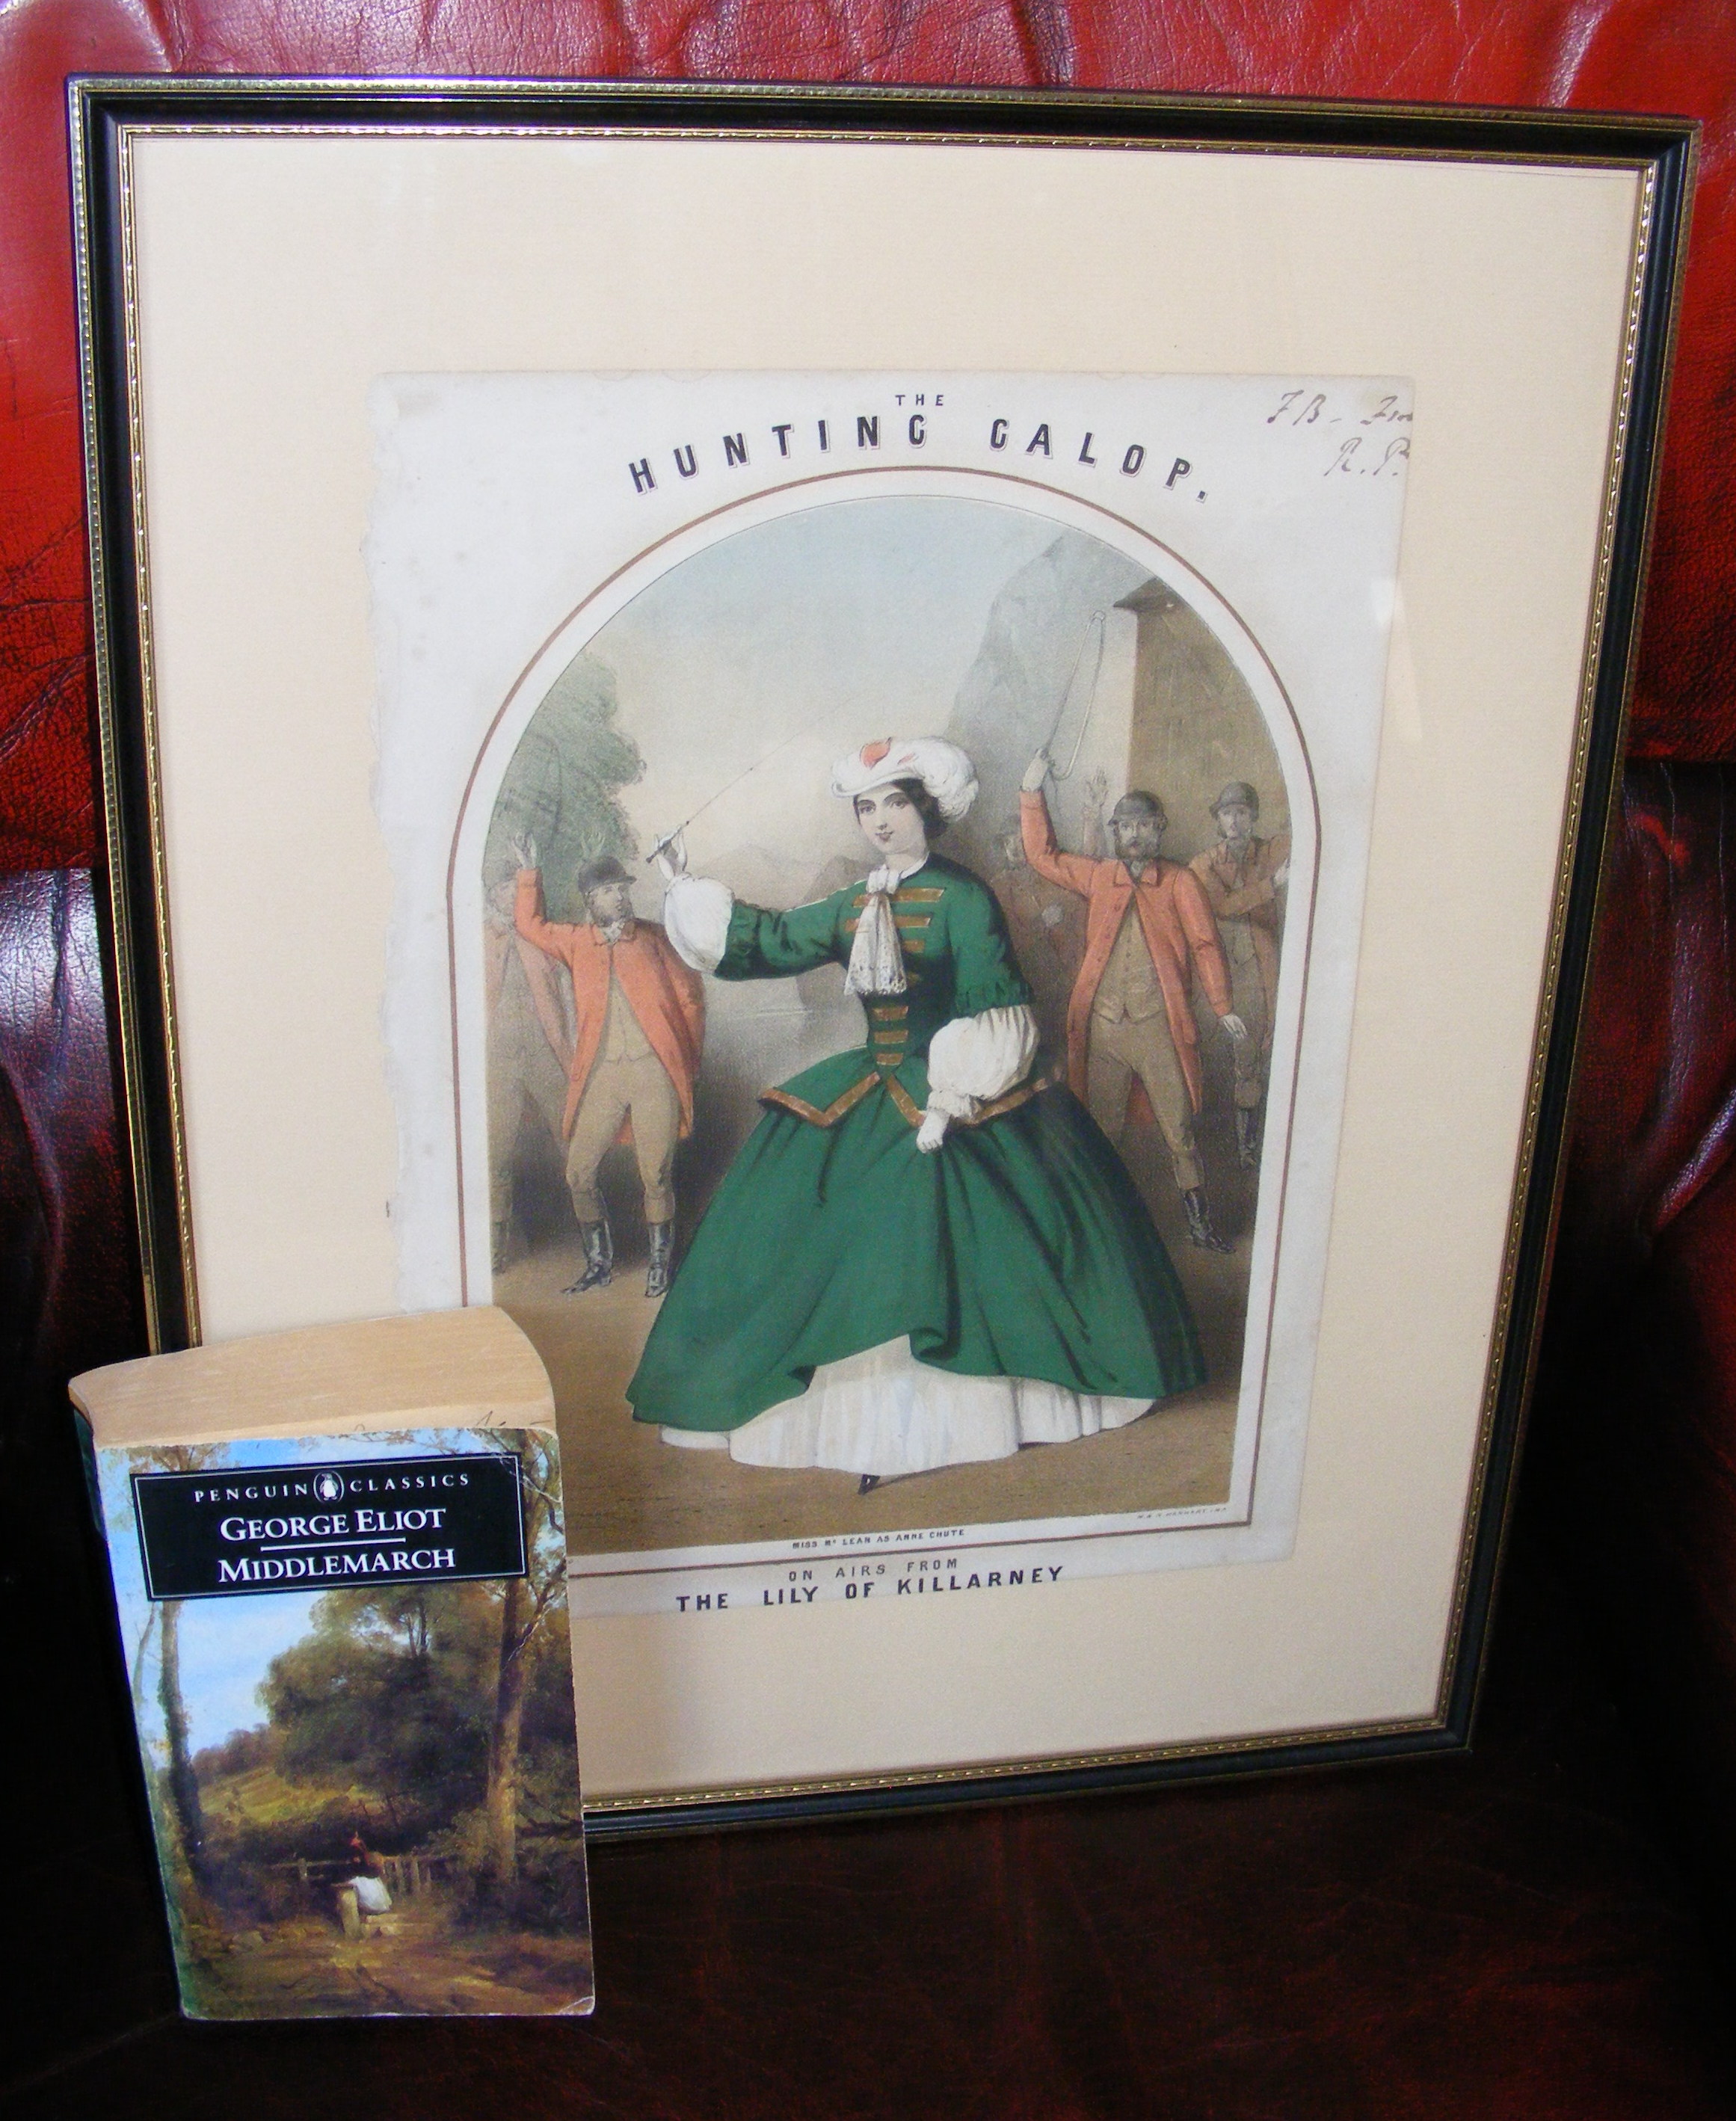 THE
HUNTING GALOP.
MISS Mc LEAN AS ANNE CHUTE
ON AIRS FROM
THE LILY OF KILLARNEY
PENGUIN CLASSICS
GEORGE ELIOT
MIDDLEMARCH